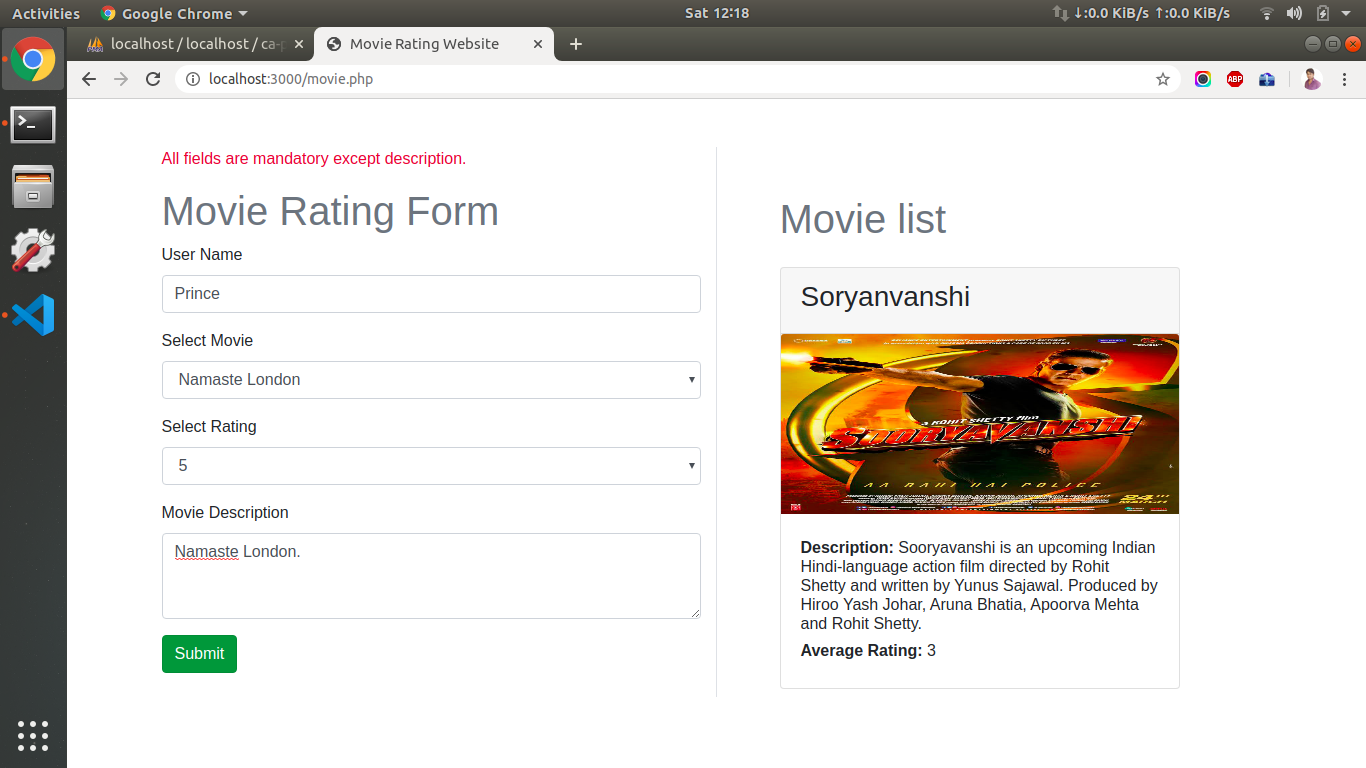 Activities
Google Chrome
Sat 12:18
↓:0.0 KiB/s ↑:0.0 KiB/s
localhost / localhost / ca-p
Movie Rating Website
localhost:3000/movie.php
ABP
All fields are mandatory except description.
Movie Rating Form
User Name
Prince
Select Movie
Namaste London
Select Rating
5
Movie Description
Namaste London.
Submit
Movie list
Soryanvanshi
A ROHIT SHETTY film
SOORYAVANSHI
AA RAHI HAI POLICE
24TH
MARCH
Description: Sooryavanshi is an upcoming Indian
Hindi-language action film directed by Rohit
Shetty and written by Yunus Sajawal. Produced by
Hiroo Yash Johar, Aruna Bhatia, Apoorva Mehta
and Rohit Shetty.
Average Rating: 3